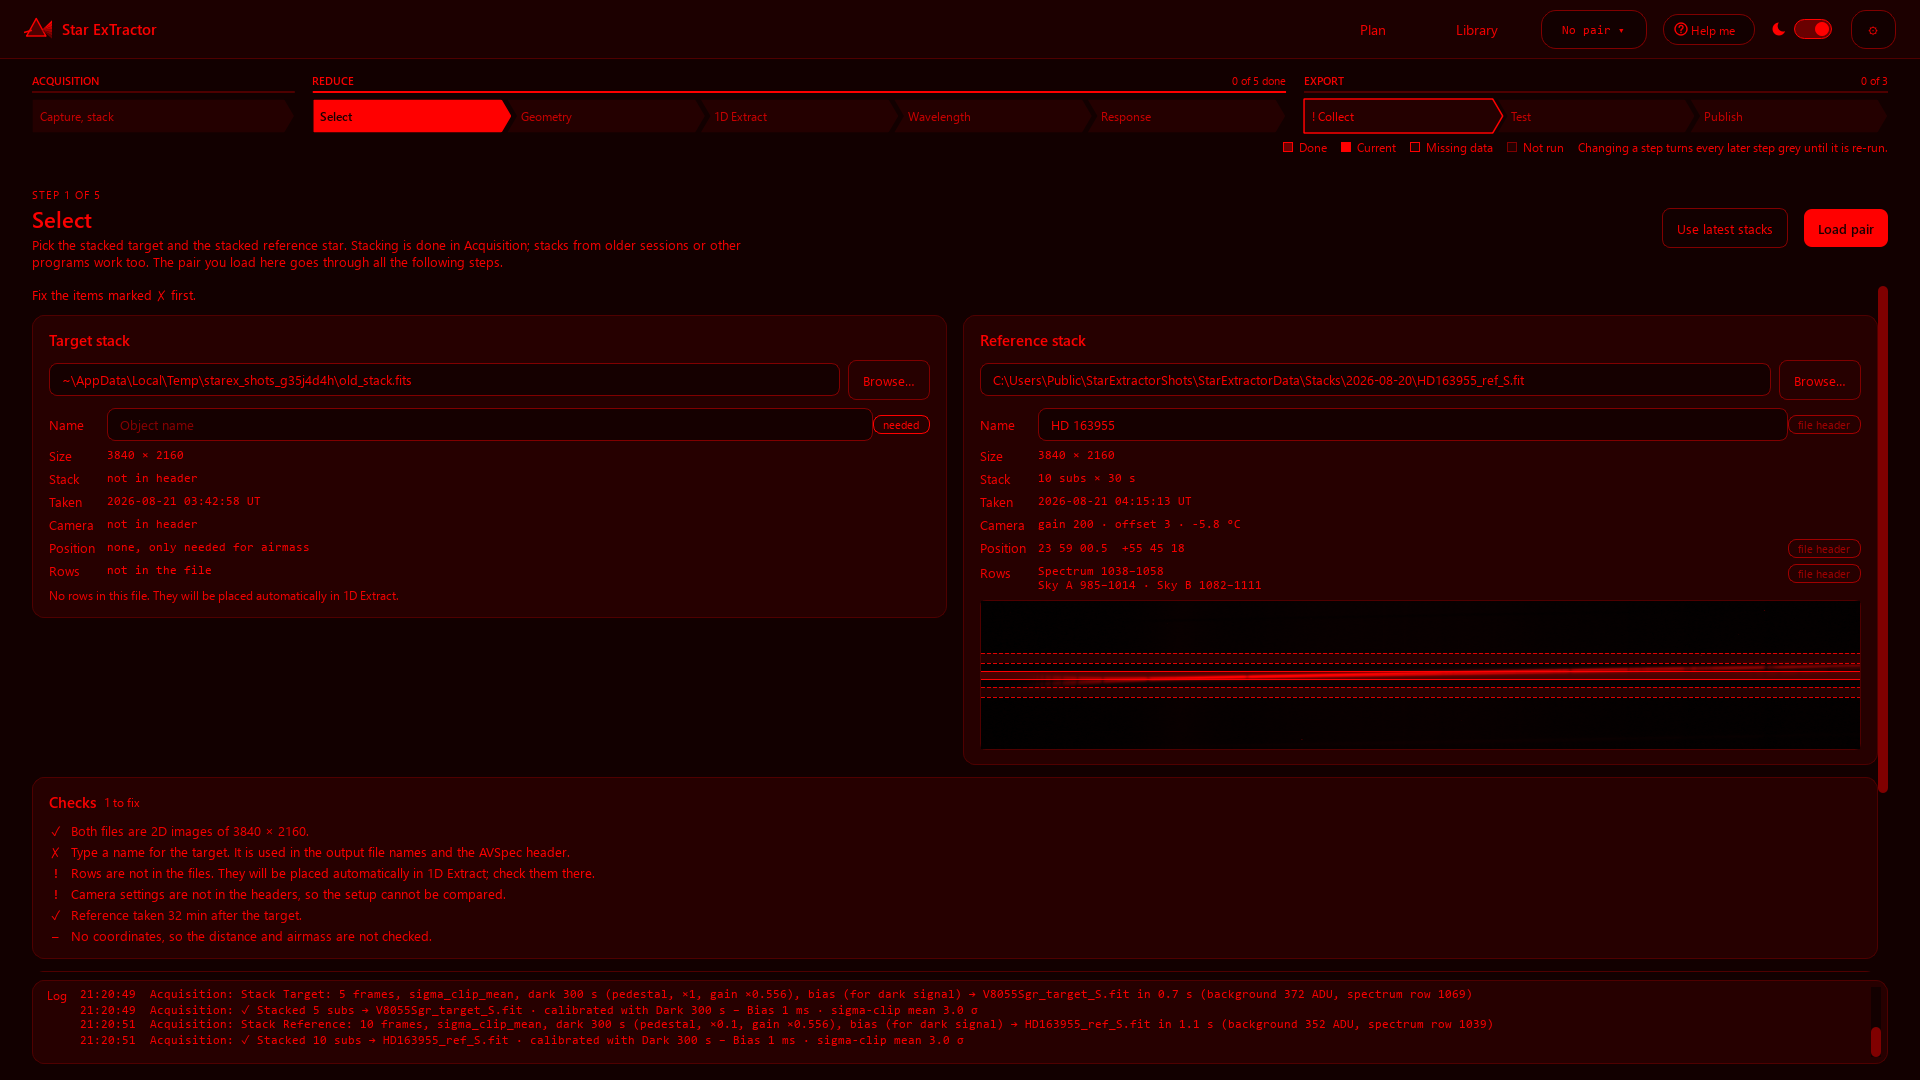 Star ExTractor
Plan
Library
No pair ▾
Help me
ACQUISITION
REDUCE
0 of 5 done
EXPORT
0 of 3
Capture, stack
Select
Geometry
1D Extract
Wavelength
Response
! Collect
Test
Publish
Done
Current
Missing data
Not run
Changing a step turns every later step grey until it is re-run.
STEP 1 OF 5
Select
Pick the stacked target and the stacked reference star. Stacking is done in Acquisition; stacks from older sessions or other
programs work too. The pair you load here goes through all the following steps.
Use latest stacks
Load pair
Fix the items marked ✗ first.
Target stack
~\AppData\Local\Temp\starex_shots_g35j4d4h\old_stack.fits
Browse...
Name
Object name
needed
Size
3840 × 2160
Stack
not in header
Taken
2026-08-21 03:42:58 UT
Camera
not in header
Position
none, only needed for airmass
Rows
not in the file
No rows in this file. They will be placed automatically in 1D Extract.
Reference stack
C:\Users\Public\StarExtractorShots\StarExtractorData\Stacks\2026-08-20\HD163955_ref_S.fit
Browse...
Name
HD 163955
file header
Size
3840 × 2160
Stack
10 subs × 30 s
Taken
2026-08-21 04:15:13 UT
Camera
gain 200 · offset 3 · -5.8 °C
Position
23 59 00.5 +55 45 18
file header
Rows
Spectrum 1038–1058
Sky A 985–1014 · Sky B 1082–1111
file header
Checks 1 to fix
✓ Both files are 2D images of 3840 × 2160.
✗ Type a name for the target. It is used in the output file names and the AVSpec header.
! Rows are not in the files. They will be placed automatically in 1D Extract; check them there.
! Camera settings are not in the headers, so the setup cannot be compared.
✓ Reference taken 32 min after the target.
– No coordinates, so the distance and airmass are not checked.
Log
21:20:49 Acquisition: Stack Target: 5 frames, sigma_clip_mean, dark 300 s (pedestal, ×1, gain ×0.556), bias (for dark signal) → V8055Sgr_target_S.fit in 0.7 s (background 372 ADU, spectrum row 1069)
21:20:49 Acquisition: ✓ Stacked 5 subs → V8055Sgr_target_S.fit · calibrated with Dark 300 s − Bias 1 ms · sigma-clip mean 3.0 σ
21:20:51 Acquisition: Stack Reference: 10 frames, sigma_clip_mean, dark 300 s (pedestal, ×0.1, gain ×0.556), bias (for dark signal) → HD163955_ref_S.fit in 1.1 s (background 352 ADU, spectrum row 1039)
21:20:51 Acquisition: ✓ Stacked 10 subs → HD163955_ref_S.fit · calibrated with Dark 300 s − Bias 1 ms · sigma-clip mean 3.0 σ